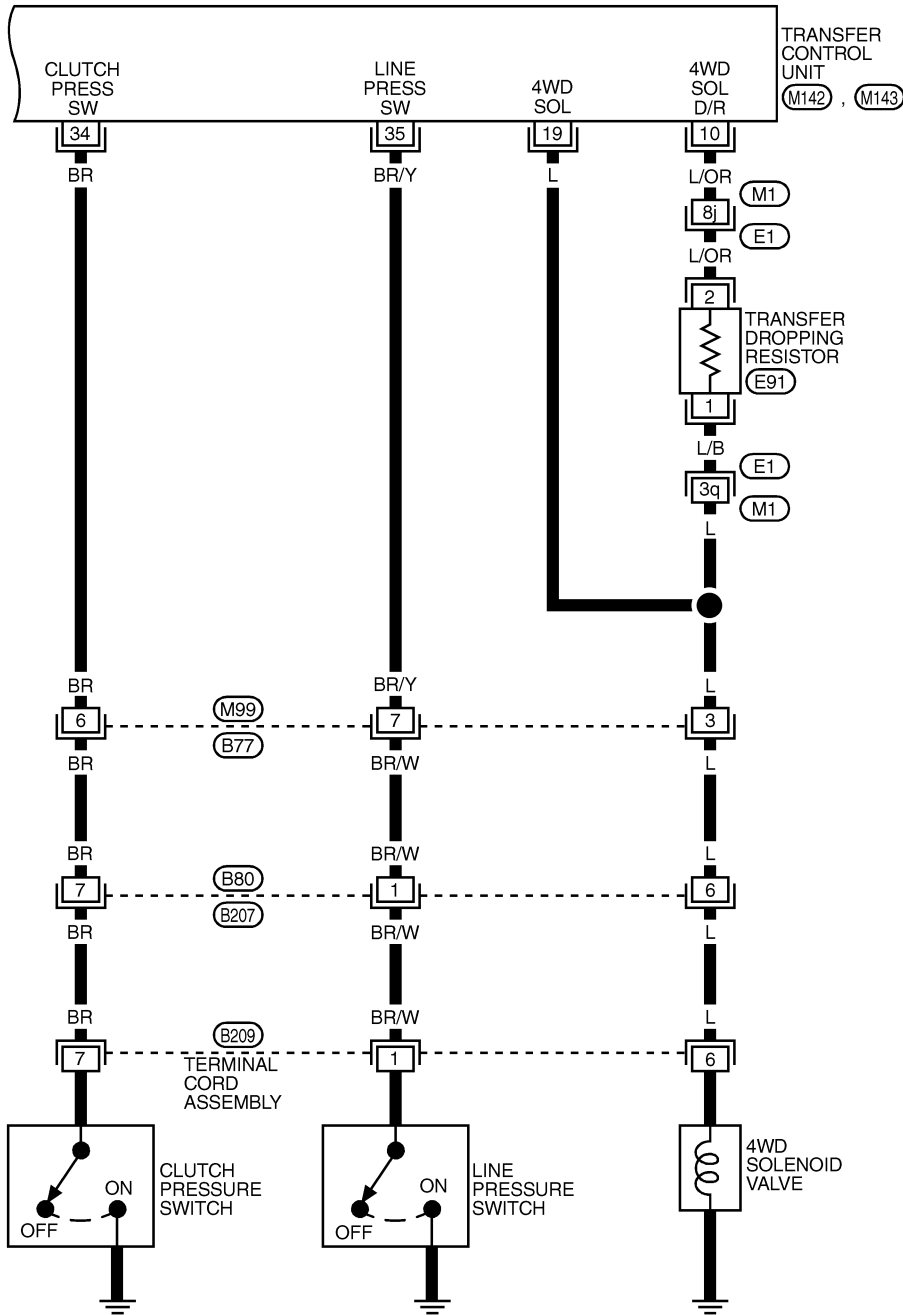 TRANSFER
CONTROL
UNIT
M142 , M143
CLUTCH
PRESS
SW
LINE
PRESS
SW
4WD
SOL
4WD
SOL
D/R
34
35
19
10
BR
BR/Y
L
L/OR
M1
8j
E1
L/OR
2
TRANSFER
DROPPING
RESISTOR
E91
1
L/B
E1
3q
M1
L
BR
BR/Y
L
M99
6
7
3
B77
BR
BR/W
L
BR
BR/W
L
B80
7
1
6
B207
BR
BR/W
L
BR
BR/W
L
B209
7
1
6
TERMINAL
CORD
ASSEMBLY
CLUTCH
PRESSURE
SWITCH
ON
OFF
LINE
PRESSURE
SWITCH
ON
OFF
4WD
SOLENOID
VALVE